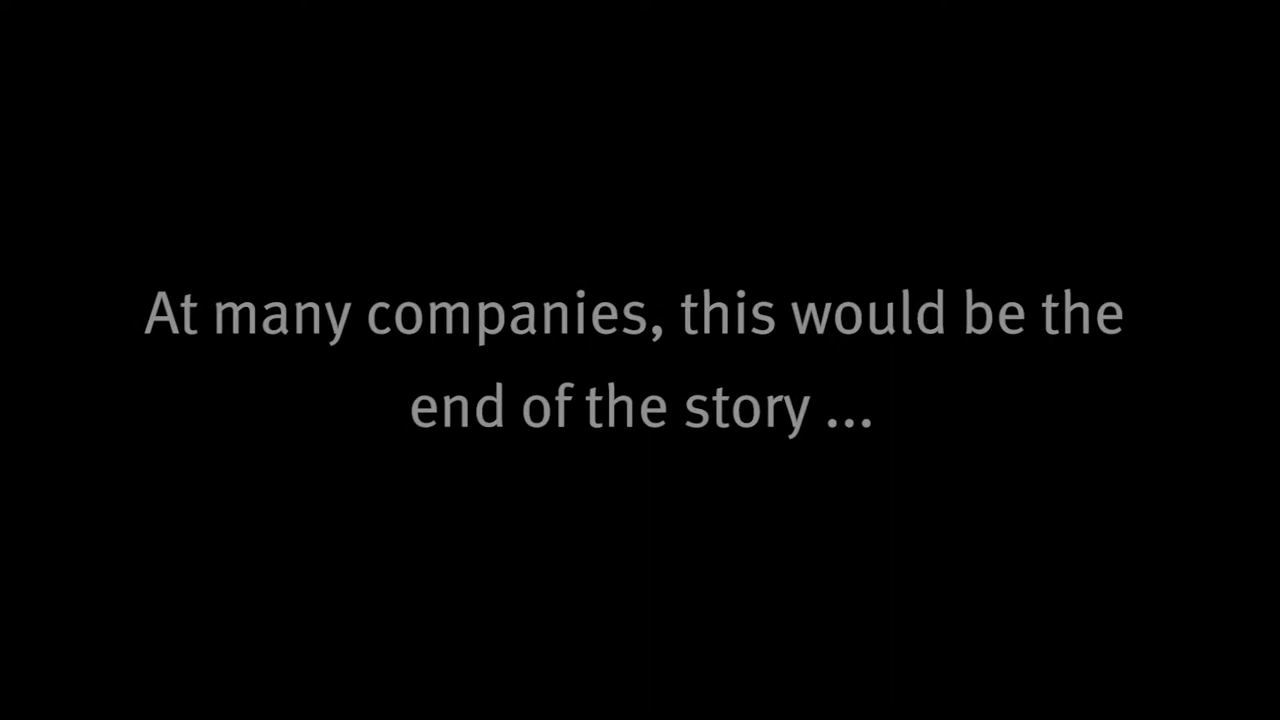 At many companies, this would be the
end of the story ...